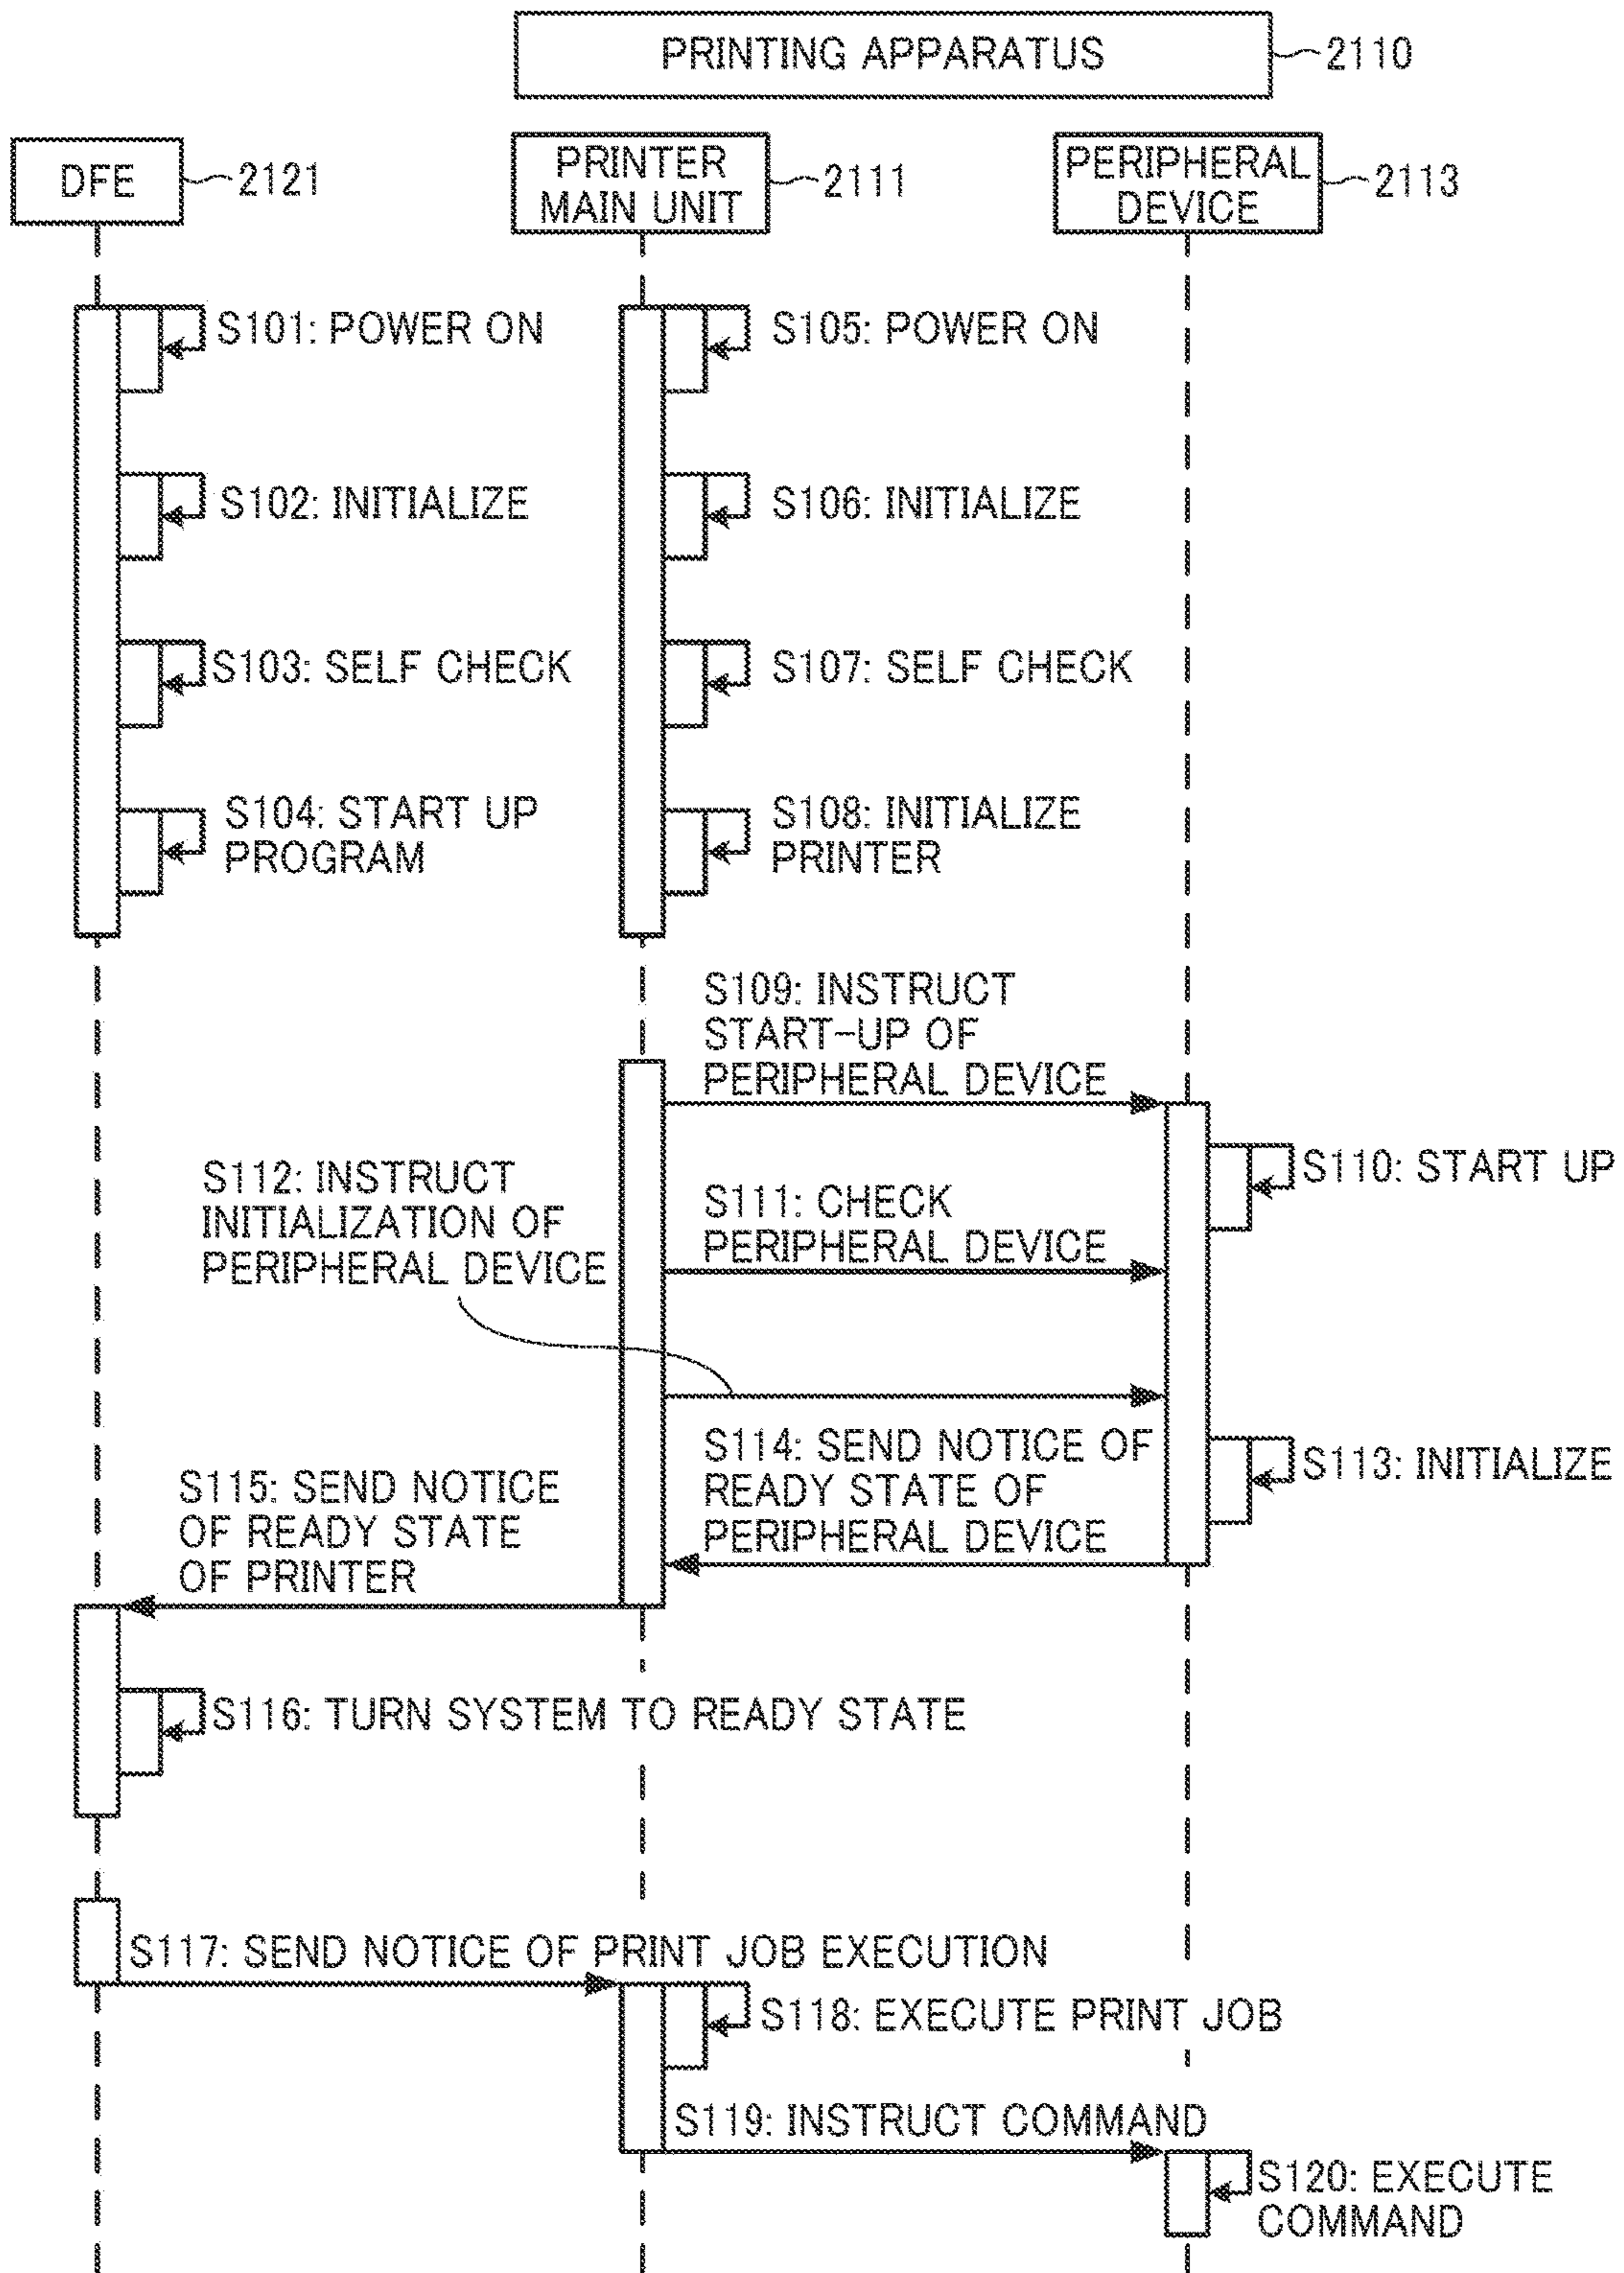 PRINTING APPARATUS
2110
DFE
2121
PRINTER
MAIN UNIT
2111
PERIPHERAL
DEVICE
2113
S101: POWER ON
S105: POWER ON
S102: INITIALIZE
S106: INITIALIZE
S103: SELF CHECK
S107: SELF CHECK
S104: START UP
PROGRAM
S108: INITIALIZE
PRINTER
S109: INSTRUCT
START-UP OF
PERIPHERAL DEVICE
S110: START UP
S112: INSTRUCT
INITIALIZATION OF
PERIPHERAL DEVICE
S111: CHECK
PERIPHERAL DEVICE
S114: SEND NOTICE OF
READY STATE OF
PERIPHERAL DEVICE
S113: INITIALIZE
S115: SEND NOTICE
OF READY STATE
OF PRINTER
S116: TURN SYSTEM TO READY STATE
S117: SEND NOTICE OF PRINT JOB EXECUTION
S118: EXECUTE PRINT JOB
S119: INSTRUCT COMMAND
S120: EXECUTE
COMMAND